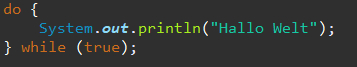 do {
    System.out.println("Hallo Welt");
} while (true);